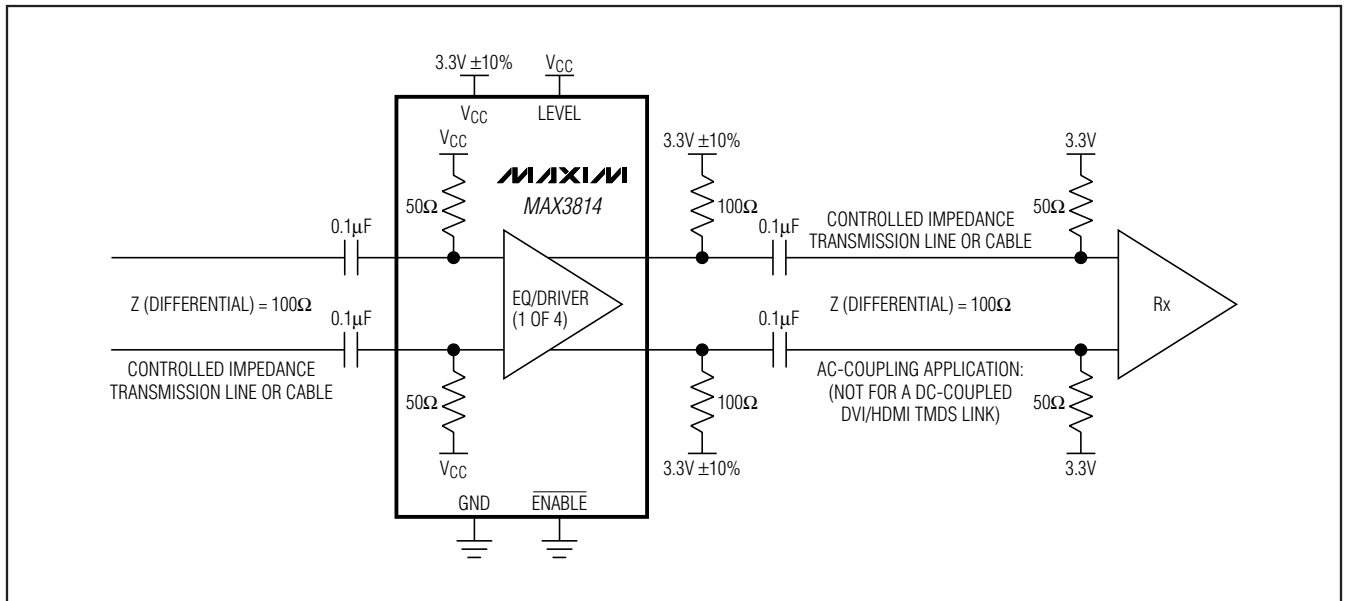 3.3V ±10%
VCC
VCC
LEVEL
VCC
MAXIM
MAX3814
50Ω
3.3V ±10%
100Ω
3.3V
50Ω
0.1µF
0.1µF
CONTROLLED IMPEDANCE
TRANSMISSION LINE OR CABLE
Z (DIFFERENTIAL) = 100Ω
EQ/DRIVER
(1 OF 4)
Z (DIFFERENTIAL) = 100Ω
Rx
0.1µF
0.1µF
CONTROLLED IMPEDANCE
TRANSMISSION LINE OR CABLE
50Ω
VCC
100Ω
3.3V ±10%
AC-COUPLING APPLICATION:
(NOT FOR A DC-COUPLED
DVI/HDMI TMDS LINK)
50Ω
3.3V
GND
ENABLE